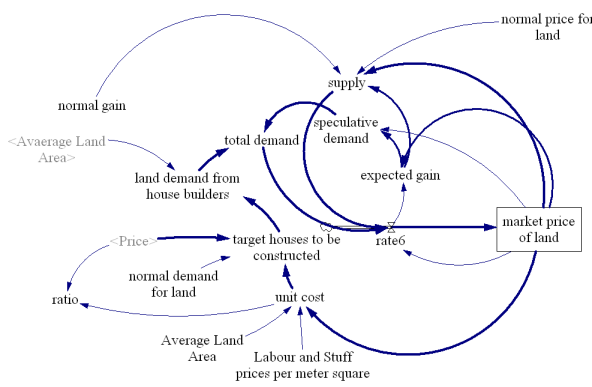 normal price for
land
supply
normal gain
speculative
demand
total demand
<Avaerage Land
Area>
expected gain
land demand from
house builders
market price
of land
<Price>
target houses to be
constructed
rate6
normal demand
for land
ratio
unit cost
Average Land
Area
Labour and Stuff
prices per meter square